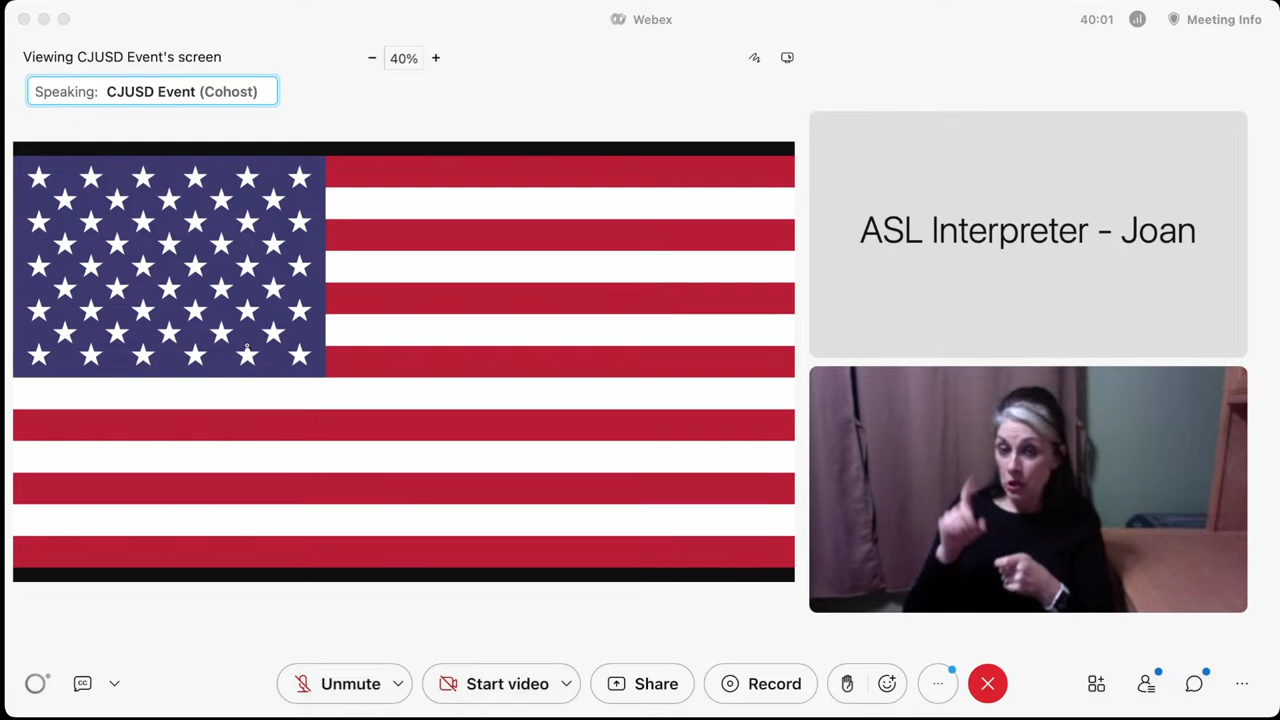 Webex
40:01
Meeting Info
Viewing CJUSD Event's screen
− 40% +
Speaking: CJUSD Event (Cohost)
ASL Interpreter - Joan
CC
Unmute
Start video
Share
Record